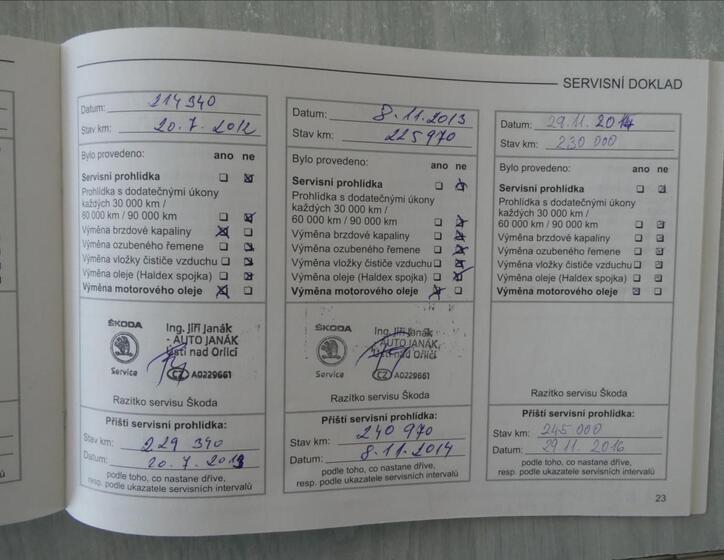 SERVISNÍ DOKLAD
Datum: 214 340
Stav km: 20.7.2012
Bylo provedeno: ano ne
Servisní prohlídka
Prohlídka s dodatečnými úkony
každých 30 000 km /
60 000 km / 90 000 km
Výměna brzdové kapaliny
Výměna ozubeného řemene
Výměna vložky čističe vzduchu
Výměna oleje (Haldex spojka)
Výměna motorového oleje
ŠKODA
Service
Ing. Jiří Janák
- AUTO JANÁK
Ústí nad Orlicí
CZ A0229661
Razítko servisu Škoda
Příští servisní prohlídka:
Stav km: 229 340
Datum: 20.7.2013
podle toho, co nastane dříve,
resp. podle ukazatele servisních intervalů
Datum: 8.11.2013
Stav km: 225970
Bylo provedeno: ano ne
Servisní prohlídka
Prohlídka s dodatečnými úkony
každých 30 000 km /
60 000 km / 90 000 km
Výměna brzdové kapaliny
Výměna ozubeného řemene
Výměna vložky čističe vzduchu
Výměna oleje (Haldex spojka)
Výměna motorového oleje
ŠKODA
Service
Ing. Jiří Janák
- AUTO JANÁK
Ústí nad Orlicí
CZ A0229661
Razítko servisu Škoda
Příští servisní prohlídka:
Stav km: 240 970
Datum: 8.11.2014
podle toho, co nastane dříve,
resp. podle ukazatele servisních intervalů
Datum: 29.11.2014
Stav km: 230 000
Bylo provedeno: ano ne
Servisní prohlídka
Prohlídka s dodatečnými úkony
každých 30 000 km /
60 000 km / 90 000 km
Výměna brzdové kapaliny
Výměna ozubeného řemene
Výměna vložky čističe vzduchu
Výměna oleje (Haldex spojka)
Výměna motorového oleje
Razítko servisu Škoda
Příští servisní prohlídka:
Stav km: 245 000
Datum: 29.11.2016
podle toho, co nastane dříve,
resp. podle ukazatele servisních intervalů
23